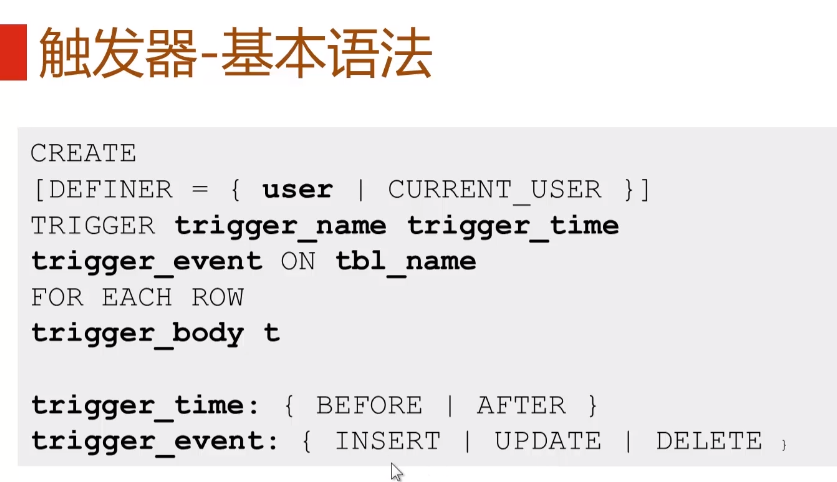 触发器-基本语法
CREATE
[DEFINER = { user | CURRENT_USER }]
TRIGGER trigger_name trigger_time
trigger_event ON tbl_name
FOR EACH ROW
trigger_body t
trigger_time: { BEFORE | AFTER }
trigger_event: { INSERT | UPDATE | DELETE }